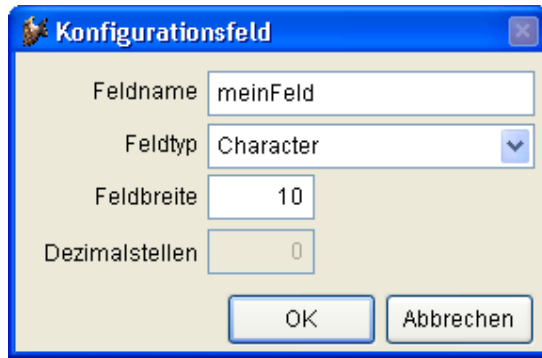 Konfigurationsfeld
Feldname meinFeld
Feldtyp Character
Feldbreite 10
Dezimalstellen 0
OK Abbrechen